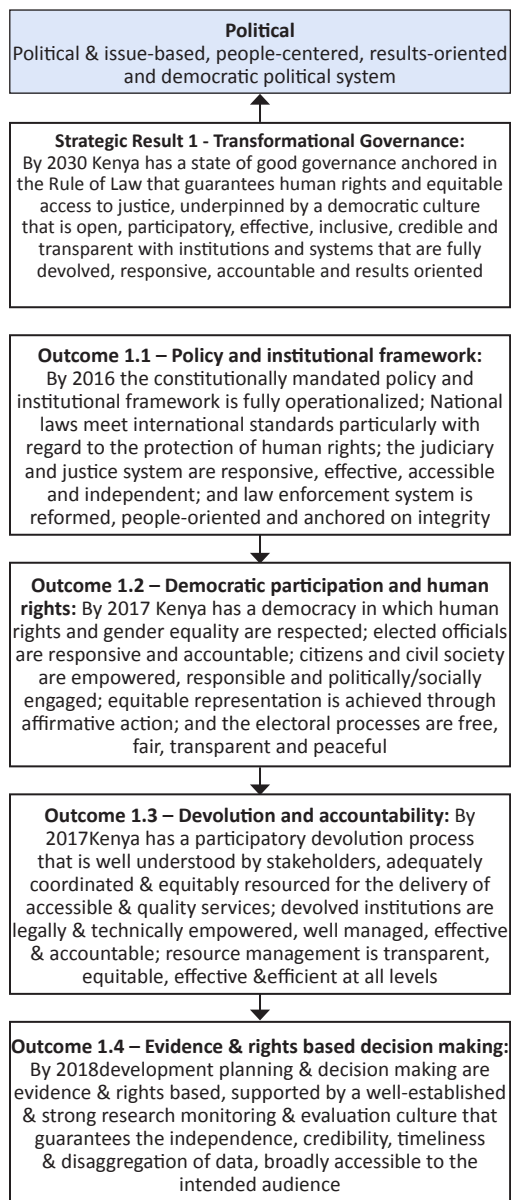 Political
Political & issue-based, people-centered, results-oriented
and democratic political system
Strategic Result 1 - Transformational Governance:
By 2030 Kenya has a state of good governance anchored in
the Rule of Law that guarantees human rights and equitable
access to justice, underpinned by a democratic culture
that is open, participatory, effective, inclusive, credible and
transparent with institutions and systems that are fully
devolved, responsive, accountable and results oriented
Outcome 1.1 – Policy and institutional framework:
By 2016 the constitutionally mandated policy and
institutional framework is fully operationalized; National
laws meet international standards particularly with
regard to the protection of human rights; the judiciary
and justice system are responsive, effective, accessible
and independent; and law enforcement system is
reformed, people-oriented and anchored on integrity
Outcome 1.2 – Democratic participation and human
rights: By 2017 Kenya has a democracy in which human
rights and gender equality are respected; elected officials
are responsive and accountable; citizens and civil society
are empowered, responsible and politically/socially
engaged; equitable representation is achieved through
affirmative action; and the electoral processes are free,
fair, transparent and peaceful
Outcome 1.3 – Devolution and accountability: By
2017Kenya has a participatory devolution process
that is well understood by stakeholders, adequately
coordinated & equitably resourced for the delivery of
accessible & quality services; devolved institutions are
legally & technically empowered, well managed, effective
& accountable; resource management is transparent,
equitable, effective &efficient at all levels
Outcome 1.4 – Evidence & rights based decision making:
By 2018development planning & decision making are
evidence & rights based, supported by a well-established
& strong research monitoring & evaluation culture that
guarantees the independence, credibility, timeliness
& disaggregation of data, broadly accessible to the
intended audience